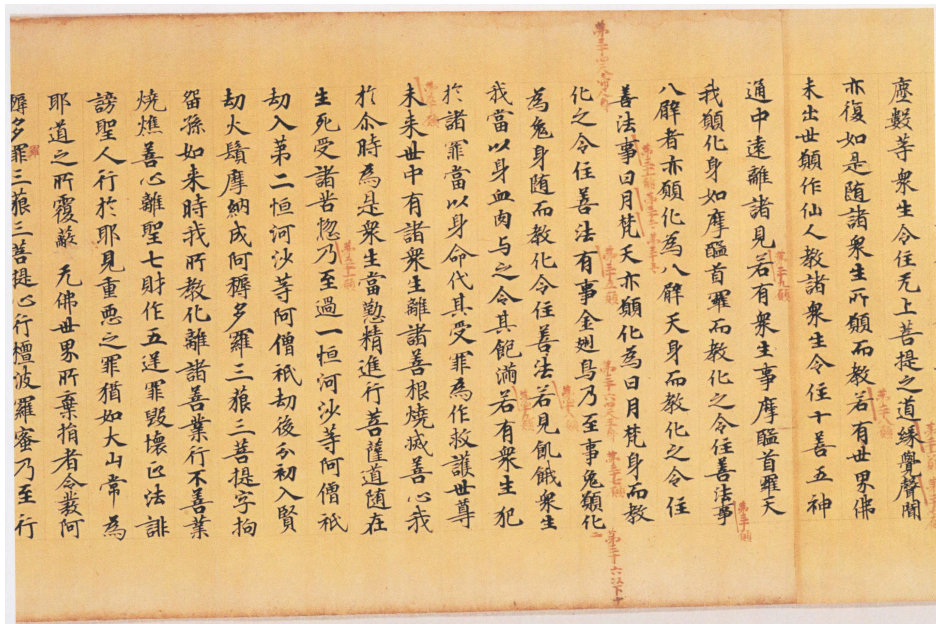 塵數等衆生令住无上菩提之道緣覺聲聞
亦復如是随諸衆生所願而教若有世界佛
未出世願作仙人教諸衆生令住十善五神
通中遠離諸見若有衆生事摩醯首羅天
我願化身如摩醯首羅而教化之令住善法事
八臂者亦願化為八臂天身而教化之令住
善法事日月梵天亦願化為日月梵身而教
化之令住善法有事金翅鳥乃至事兔願化
為兔身随而教化令住善法若見飢餓衆生
我當以身血肉与之令其飽滿若有衆生犯
於諸罪當以身命代其受罪為作救護世尊
未来世中有諸衆生離諸善根燒滅善心我
於尒時為是衆生當懃精進行菩薩道随在
生死受諸苦惱乃至過一恒河沙等阿僧祇
劫入第二恒河沙等阿僧祇劫後分初入賢
劫火鬘摩納成阿耨多羅三藐三菩提字拘
留孫如来時我所教化離諸善業行不善業
燒燋善心離聖七財作五逆罪毀壞正法誹
謗聖人行於耶見重悪之罪猶如大山常為
耶道之所覆蔽无佛世界所棄捐者令發阿
耨多羅三藐三菩提心行檀波羅蜜乃至行